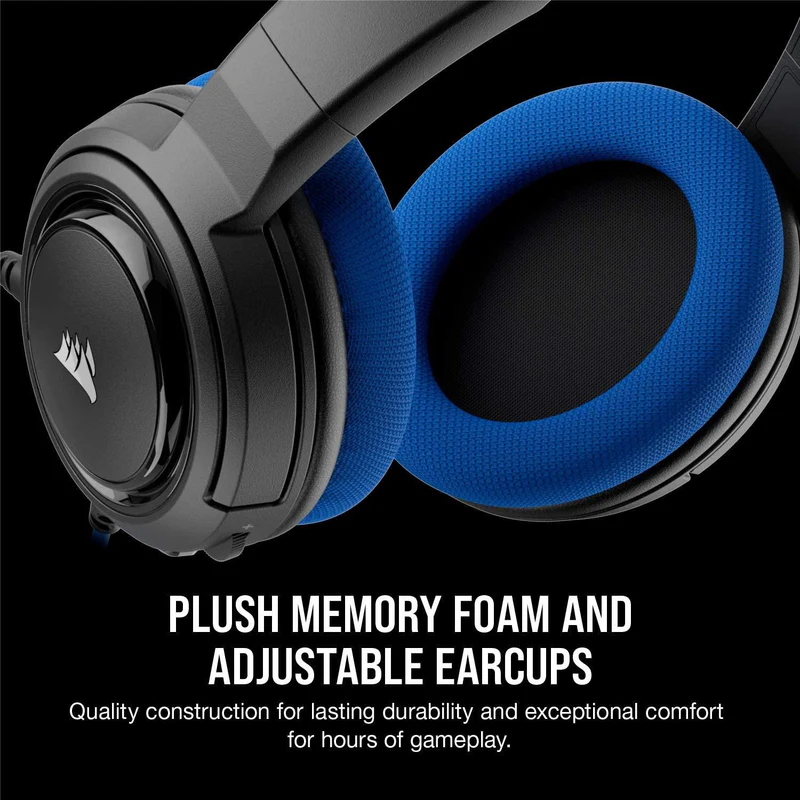 PLUSH MEMORY FOAM AND
ADJUSTABLE EARCUPS
Quality construction for lasting durability and exceptional comfort
for hours of gameplay.